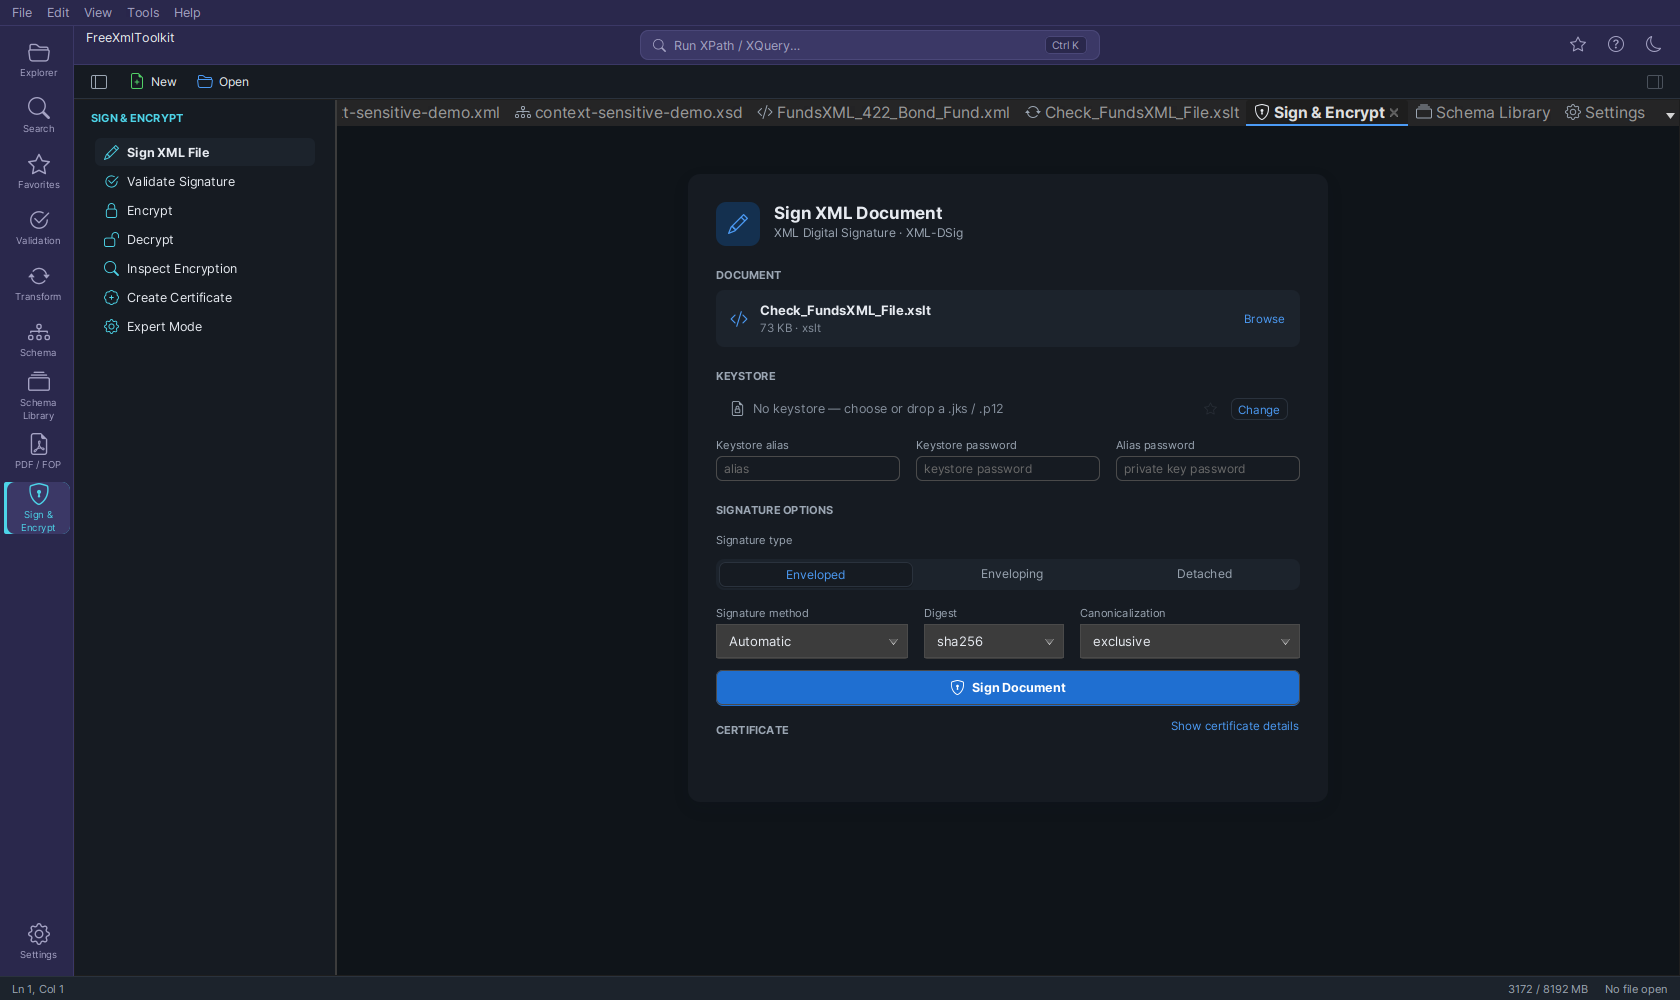 File Edit View Tools Help
FreeXmlToolkit
Run XPath / XQuery...
Ctrl K
New
Open
Explorer
Search
Favorites
Validation
Transform
Schema
Schema
Library
PDF / FOP
Sign &
Encrypt
Settings
SIGN & ENCRYPT
Sign XML File
Validate Signature
Encrypt
Decrypt
Inspect Encryption
Create Certificate
Expert Mode
t-sensitive-demo.xml
context-sensitive-demo.xsd
FundsXML_422_Bond_Fund.xml
Check_FundsXML_File.xslt
Sign & Encrypt
Schema Library
Settings
Sign XML Document
XML Digital Signature · XML-DSig
DOCUMENT
Check_FundsXML_File.xslt
73 KB · xslt
Browse
KEYSTORE
No keystore — choose or drop a .jks / .p12
Change
Keystore alias
Keystore password
Alias password
alias
keystore password
private key password
SIGNATURE OPTIONS
Signature type
Enveloped
Enveloping
Detached
Signature method
Digest
Canonicalization
Automatic
sha256
exclusive
Sign Document
CERTIFICATE
Show certificate details
Ln 1, Col 1
3172 / 8192 MB
No file open